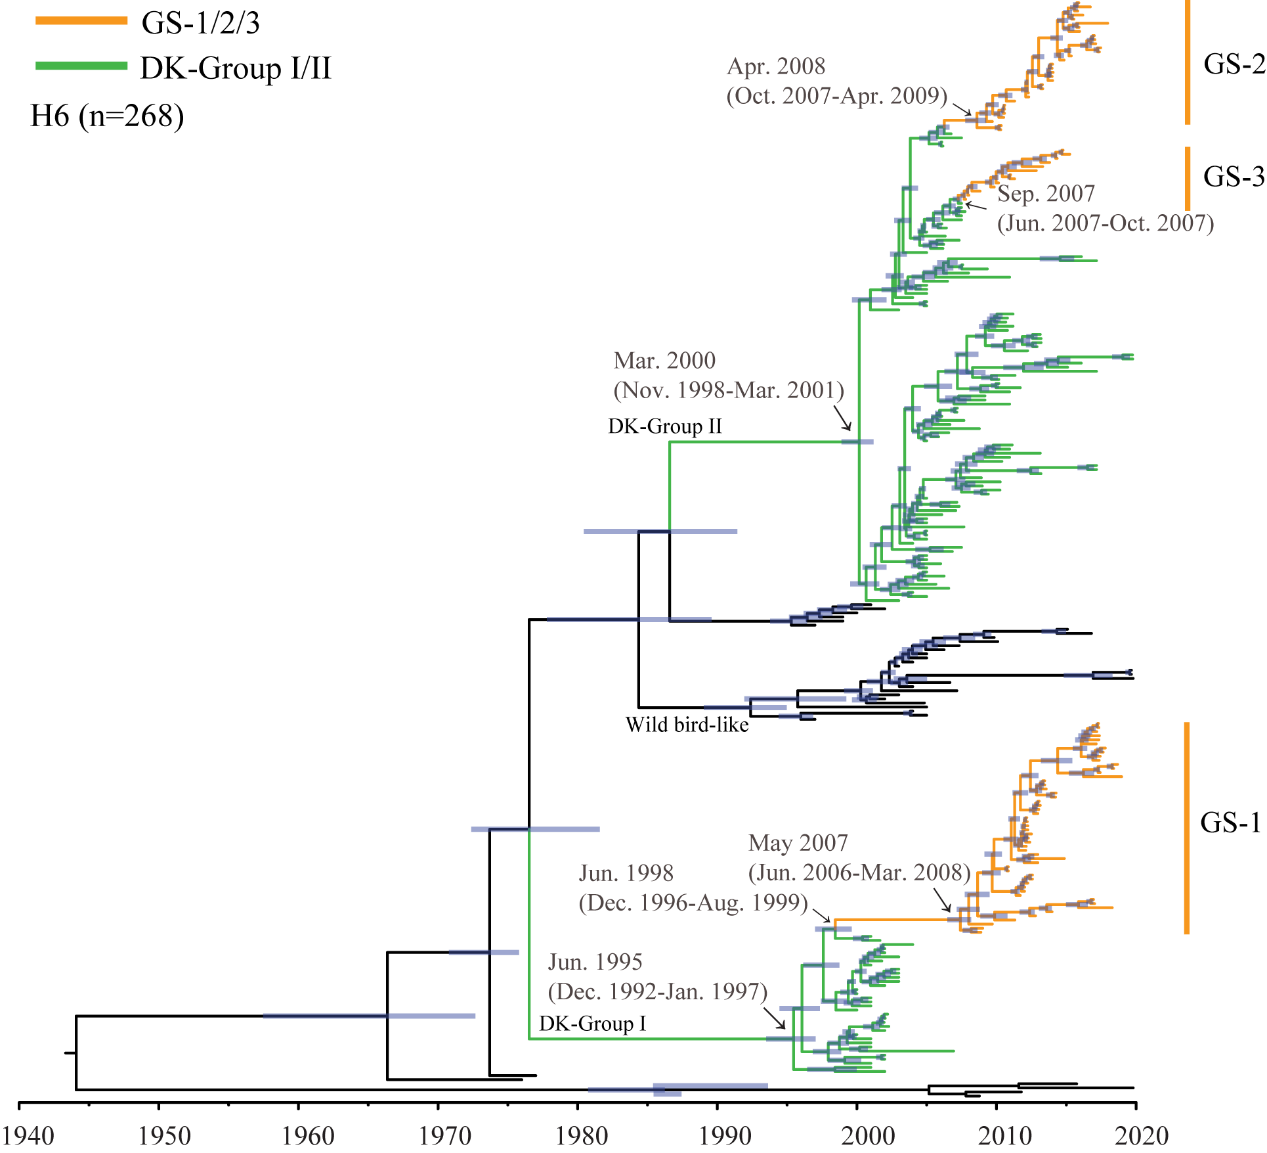 GS-1/2/3
DK-Group I/II
H6 (n=268)
Apr. 2008
(Oct. 2007-Apr. 2009)
GS-2
GS-3
Sep. 2007
(Jun. 2007-Oct. 2007)
Mar. 2000
(Nov. 1998-Mar. 2001)
DK-Group II
Wild bird-like
GS-1
May 2007
(Jun. 2006-Mar. 2008)
Jun. 1998
(Dec. 1996-Aug. 1999)
Jun. 1995
(Dec. 1992-Jan. 1997)
DK-Group I
1940 1950 1960 1970 1980 1990 2000 2010 2020